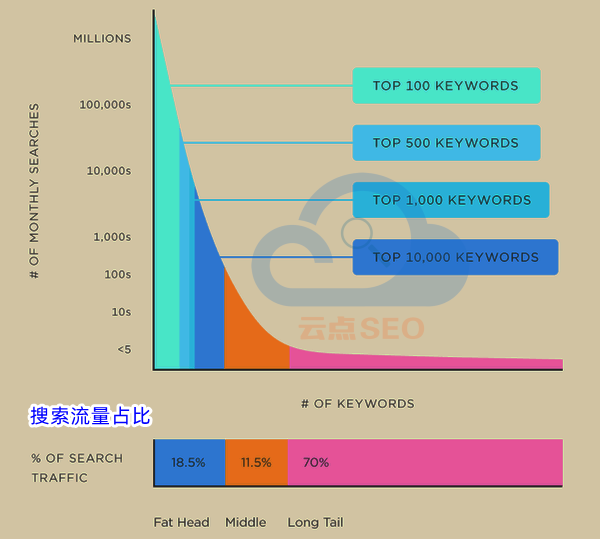 MILLIONS
100,000s
10,000s
1,000s
100s
10s
<5
# OF MONTHLY SEARCHES
TOP 100 KEYWORDS
TOP 500 KEYWORDS
TOP 1,000 KEYWORDS
TOP 10,000 KEYWORDS
云点SEO
# OF KEYWORDS
搜索流量占比
% OF SEARCH
TRAFFIC
18.5%
11.5%
70%
Fat Head
Middle
Long Tail